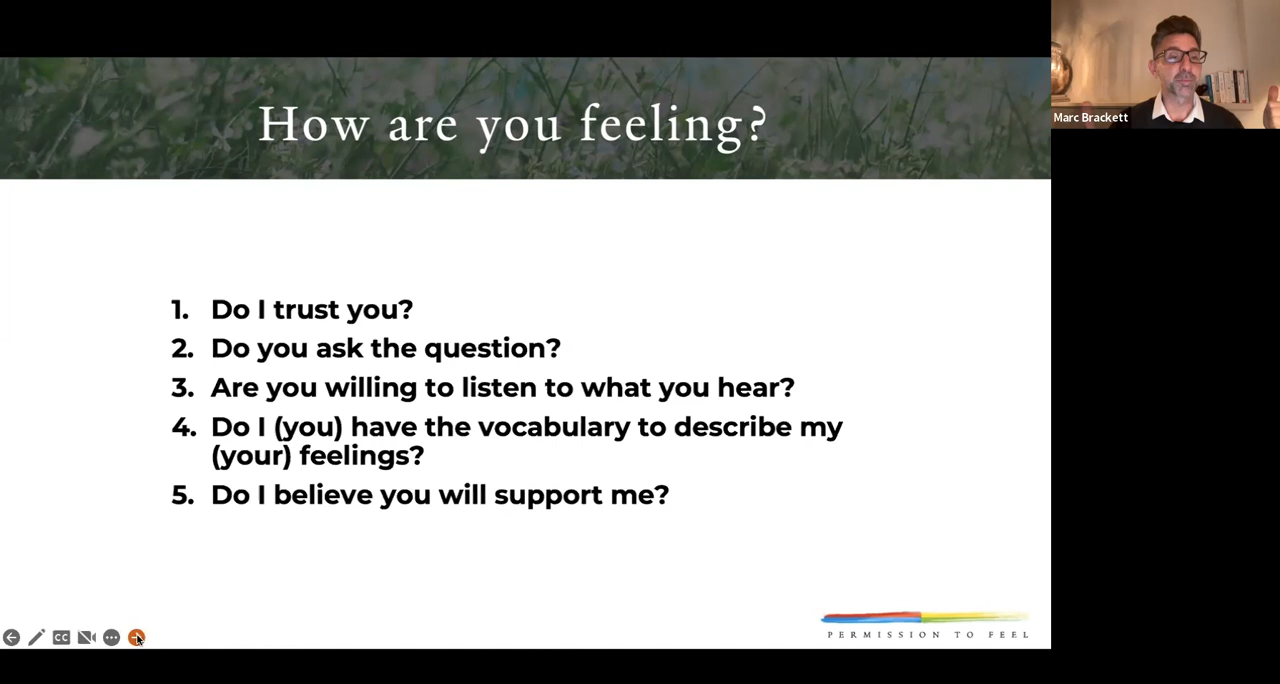 How are you feeling?
Marc Brackett
1. Do I trust you?
2. Do you ask the question?
3. Are you willing to listen to what you hear?
4. Do I (you) have the vocabulary to describe my
(your) feelings?
5. Do I believe you will support me?
CC
PERMISSION TO FEEL